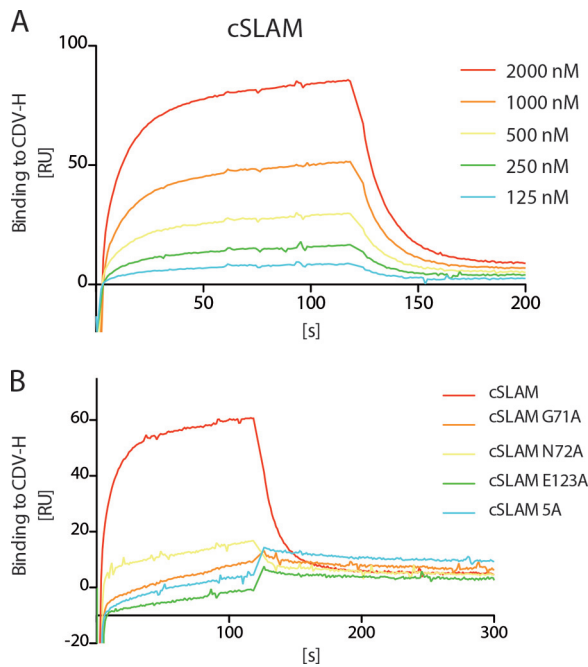 A
cSLAM
Binding to CDV-H
[RU]
100
50
0
50
100
150
200
[s]
2000 nM
1000 nM
500 nM
250 nM
125 nM
B
Binding to CDV-H
[RU]
60
40
20
0
-20
100
200
300
[s]
cSLAM
cSLAM G71A
cSLAM N72A
cSLAM E123A
cSLAM 5A